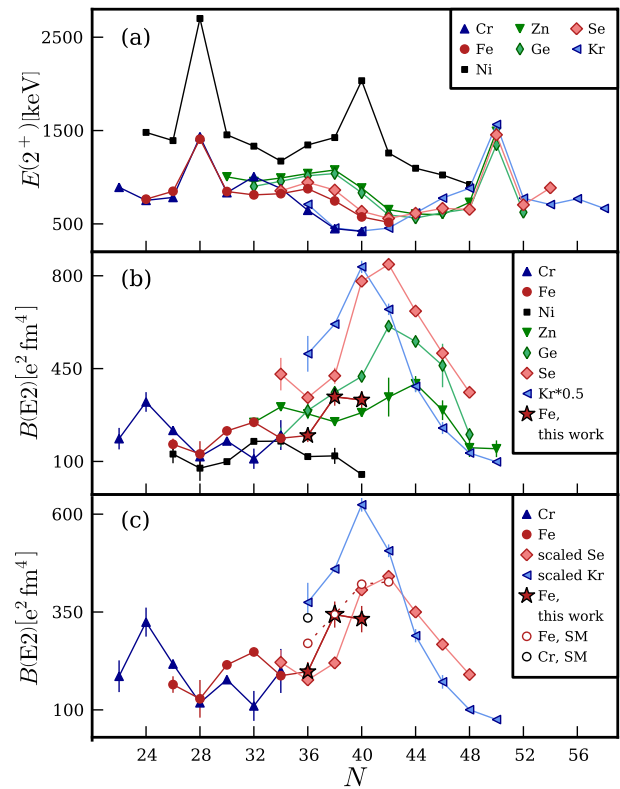 (a)
Cr Zn Se
Fe Ge Kr
Ni
2500
1500
500
E(2⁺)[keV]
(b)
Cr
Fe
Ni
Zn
Ge
Se
Kr*0.5
Fe,
this work
800
450
100
B(E2)[e² fm⁴]
(c)
Cr
Fe
scaled Se
scaled Kr
Fe,
this work
Fe, SM
Cr, SM
600
350
100
B(E2)[e² fm⁴]
24 28 32 36 40 44 48 52 56
N